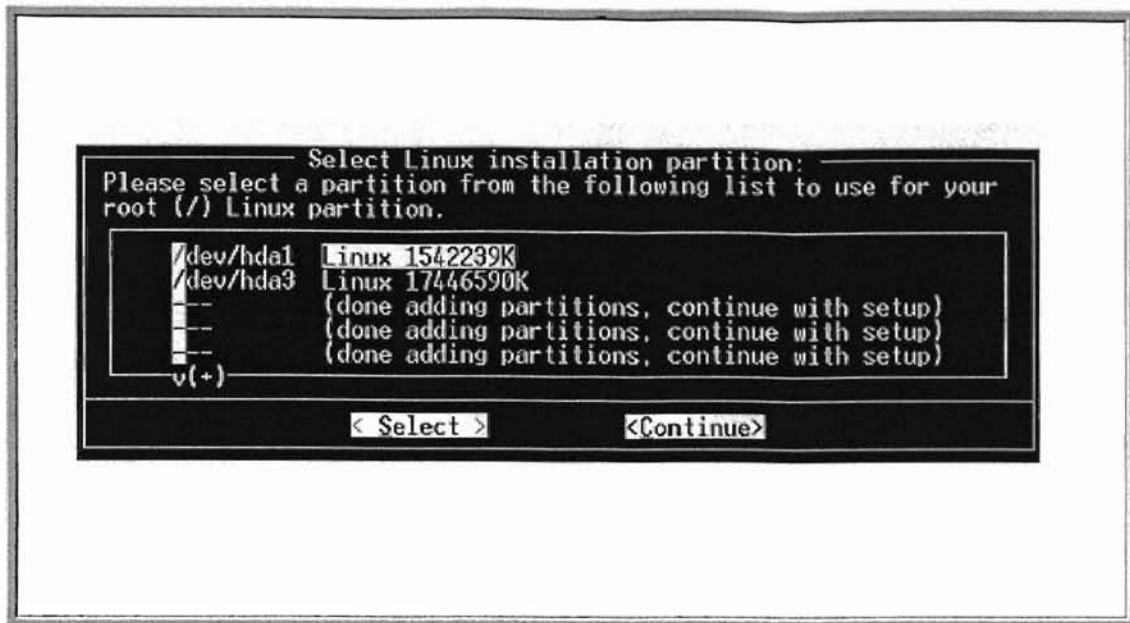 Select Linux installation partition:
Please select a partition from the following list to use for your
root (/) Linux partition.
/dev/hda1 Linux 1542239K
/dev/hda3 Linux 17446590K
--- (done adding partitions, continue with setup)
--- (done adding partitions, continue with setup)
--- (done adding partitions, continue with setup)
v(+)
< Select > <Continue>